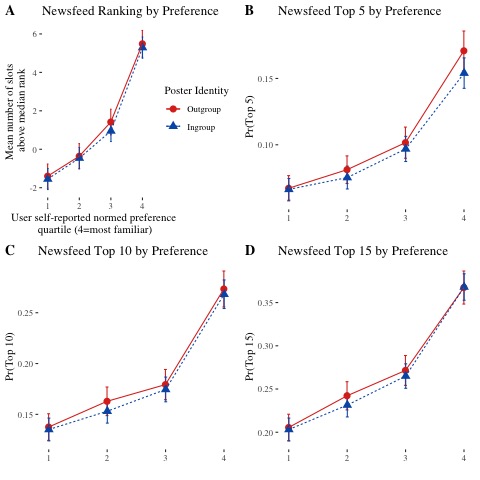 A Newsfeed Ranking by Preference
6
4
2
0
-2
Mean number of slots
above median rank
1 2 3 4
User self-reported normed preference
quartile (4=most familiar)
Poster Identity
Outgroup
Ingroup
B Newsfeed Top 5 by Preference
0.15
0.10
Pr(Top 5)
1 2 3 4
C Newsfeed Top 10 by Preference
0.25
0.20
0.15
Pr(Top 10)
1 2 3 4
D Newsfeed Top 15 by Preference
0.35
0.30
0.25
0.20
Pr(Top 15)
1 2 3 4